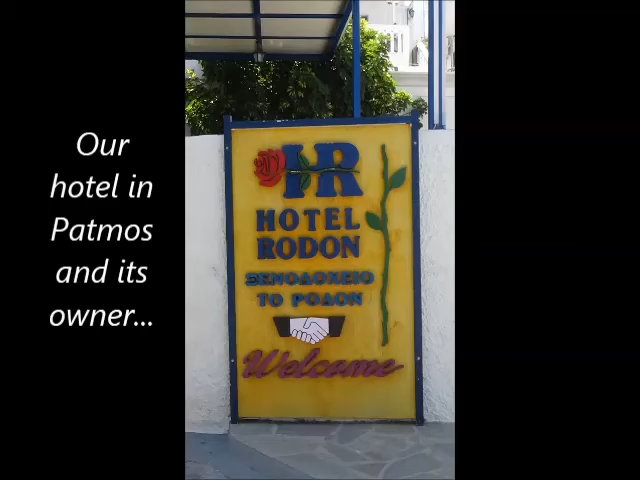 Our
hotel in
Patmos
and its
owner...
HR
HOTEL
RODON
ΞΕΝΟΔΟΧΕΙΟ
ΤΟ ΡΟΔΟΝ
Welcome